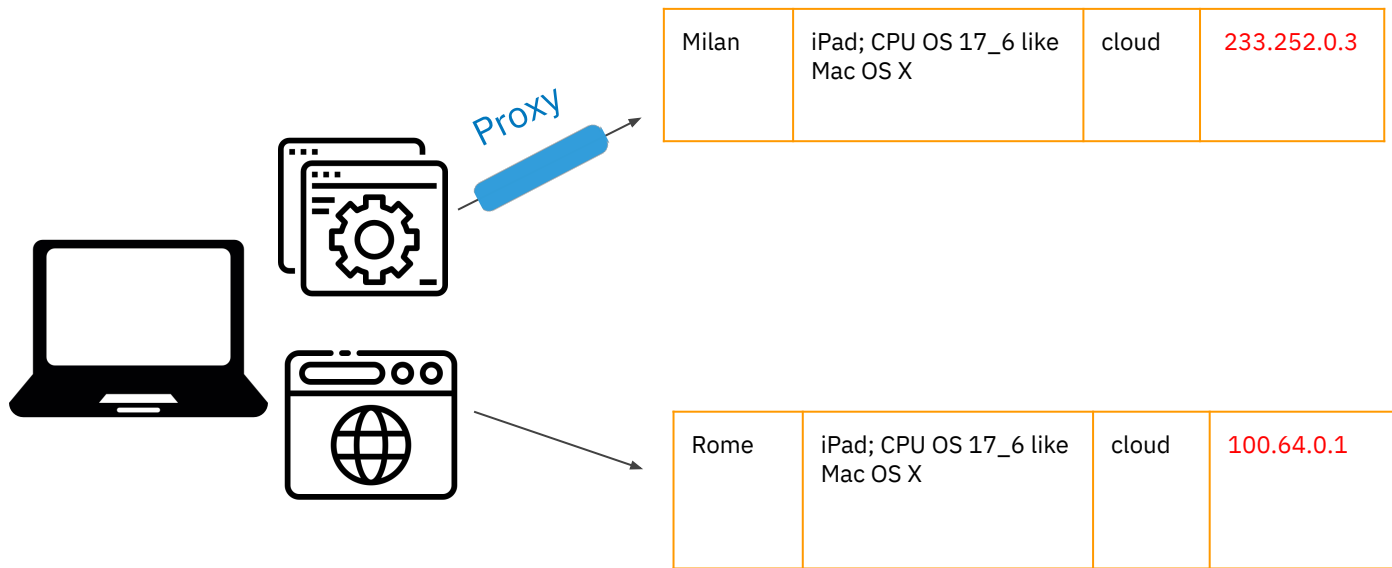 Milan
iPad; CPU OS 17_6 like
Mac OS X
cloud
233.252.0.3
Proxy
Rome
iPad; CPU OS 17_6 like
Mac OS X
cloud
100.64.0.1